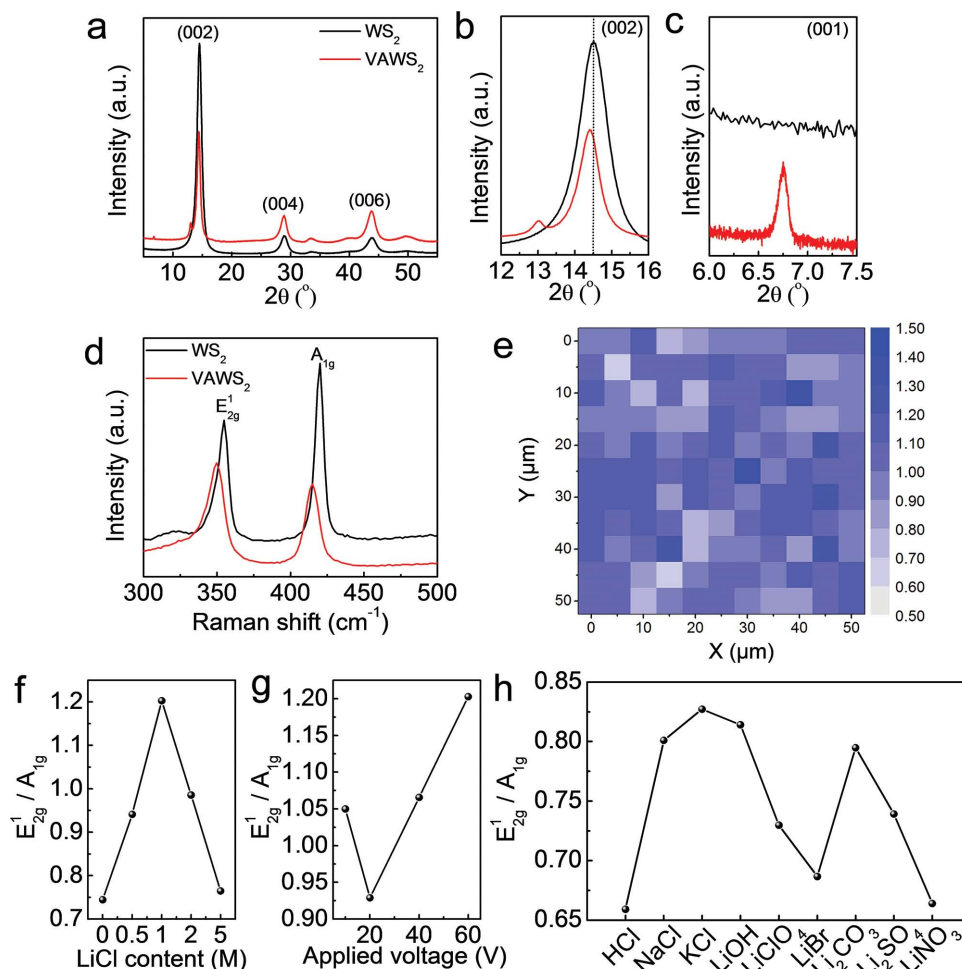 a
(002)
WS2
VAWS2
(004)
(006)
Intensity (a.u.)
10 20 30 40 50
2θ (°)
b
(002)
Intensity (a.u.)
12 13 14 15 16
2θ (°)
c
(001)
Intensity (a.u.)
6.0 6.5 7.0 7.5
2θ (°)
d
WS2
VAWS2
A1g
E¹2g
Intensity (a.u.)
300 350 400 450 500
Raman shift (cm⁻¹)
e
0
10
20
30
40
50
Y (µm)
0 10 20 30 40 50
X (µm)
1.50
1.40
1.30
1.20
1.10
1.00
0.90
0.80
0.70
0.60
0.50
f
1.2
1.1
1.0
0.9
0.8
0.7
E¹2g / A1g
0 0.5 1 2 5
LiCl content (M)
g
1.20
1.15
1.10
1.05
1.00
0.95
0.90
E¹2g / A1g
20 40 60
Applied voltage (V)
h
0.85
0.80
0.75
0.70
0.65
E¹2g / A1g
HCl
NaCl
KCl
LiOH
LiClO4
LiBr
Li2CO3
Li2SO4
LiNO3